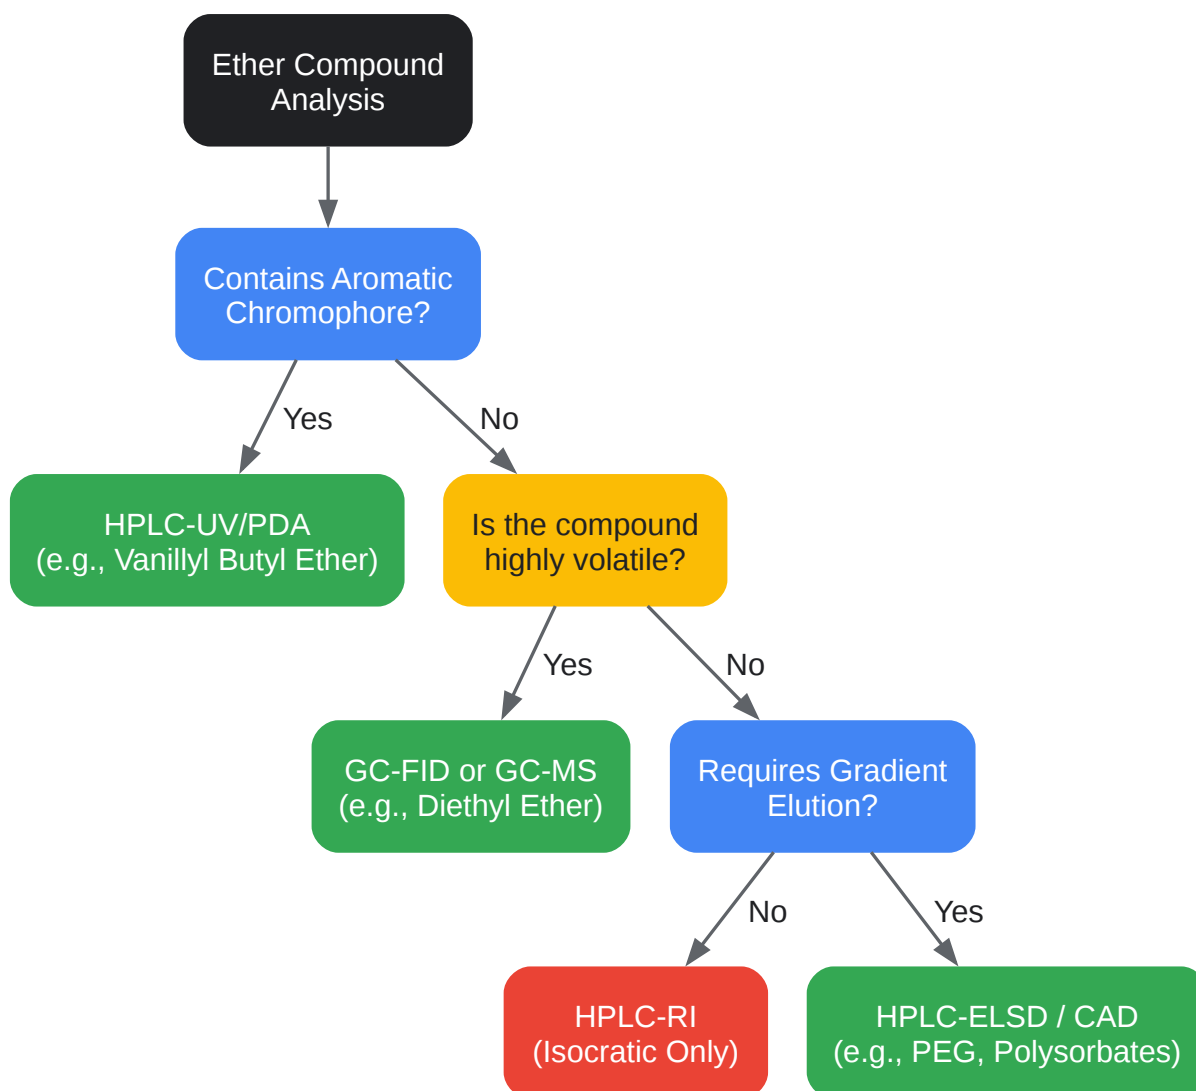 Ether Compound
Analysis
Contains Aromatic
Chromophore?
Yes
No
HPLC-UV/PDA
(e.g., Vanillyl Butyl Ether)
Is the compound
highly volatile?
Yes
No
GC-FID or GC-MS
(e.g., Diethyl Ether)
Requires Gradient
Elution?
No
Yes
HPLC-RI
(Isocratic Only)
HPLC-ELSD / CAD
(e.g., PEG, Polysorbates)